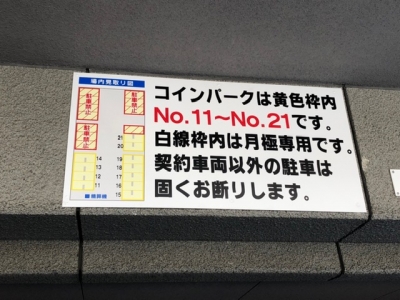 場内見取り図
駐車禁止
駐車禁止
駐車禁止
21
20
14
19
13
18
12
17
11
16
15
■精算機
コインパークは黄色枠内
No.11～No.21です。
白線枠内は月極専用です。
契約車両以外の駐車は
固くお断りします。